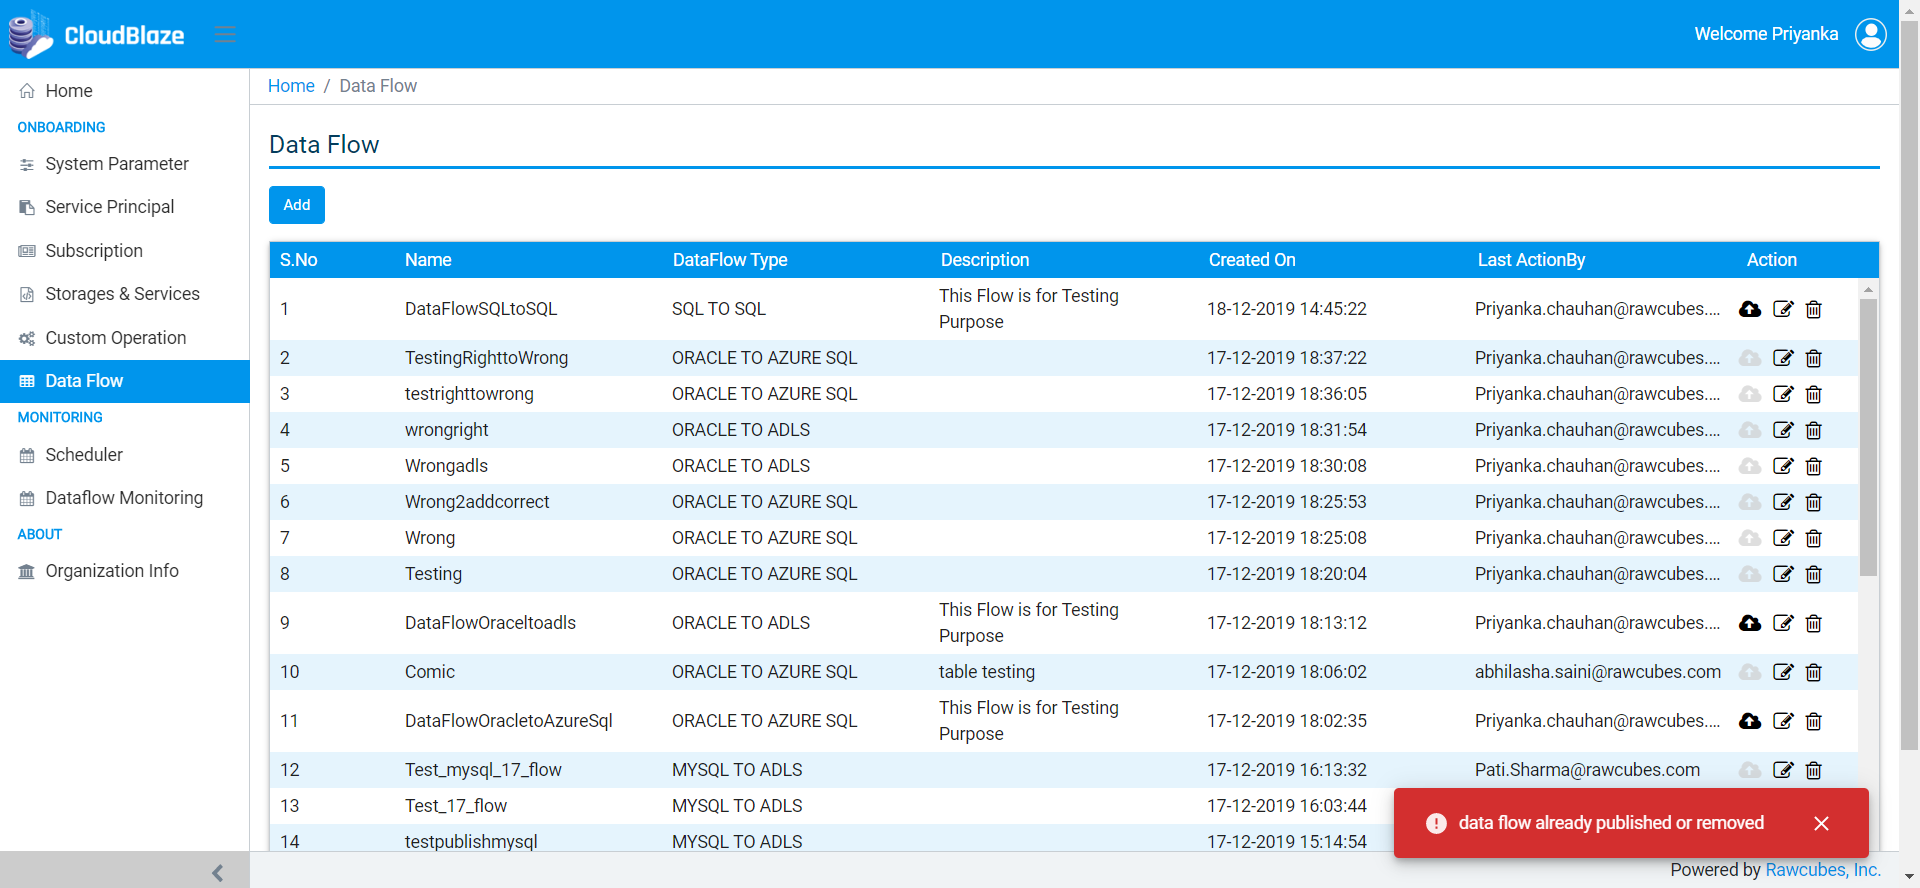 CloudBlaze
Welcome Priyanka
Home
ONBOARDING
System Parameter
Service Principal
Subscription
Storages & Services
Custom Operation
Data Flow
MONITORING
Scheduler
Dataflow Monitoring
ABOUT
Organization Info
Home / Data Flow
Data Flow
Add
S.No Name DataFlow Type Description Created On Last ActionBy Action
1 DataFlowSQLtoSQL SQL TO SQL This Flow is for Testing Purpose 18-12-2019 14:45:22 Priyanka.chauhan@rawcubes....
2 TestingRighttoWrong ORACLE TO AZURE SQL 17-12-2019 18:37:22 Priyanka.chauhan@rawcubes....
3 testrighttowrong ORACLE TO AZURE SQL 17-12-2019 18:36:05 Priyanka.chauhan@rawcubes....
4 wrongright ORACLE TO ADLS 17-12-2019 18:31:54 Priyanka.chauhan@rawcubes....
5 Wrongadls ORACLE TO ADLS 17-12-2019 18:30:08 Priyanka.chauhan@rawcubes....
6 Wrong2addcorrect ORACLE TO AZURE SQL 17-12-2019 18:25:53 Priyanka.chauhan@rawcubes....
7 Wrong ORACLE TO AZURE SQL 17-12-2019 18:25:08 Priyanka.chauhan@rawcubes....
8 Testing ORACLE TO AZURE SQL 17-12-2019 18:20:04 Priyanka.chauhan@rawcubes....
9 DataFlowOraceltoadls ORACLE TO ADLS This Flow is for Testing Purpose 17-12-2019 18:13:12 Priyanka.chauhan@rawcubes....
10 Comic ORACLE TO AZURE SQL table testing 17-12-2019 18:06:02 abhilasha.saini@rawcubes.com
11 DataFlowOracletoAzureSql ORACLE TO AZURE SQL This Flow is for Testing Purpose 17-12-2019 18:02:35 Priyanka.chauhan@rawcubes....
12 Test_mysql_17_flow MYSQL TO ADLS 17-12-2019 16:13:32 Pati.Sharma@rawcubes.com
13 Test_17_flow MYSQL TO ADLS 17-12-2019 16:03:44
14 testpublishmysql MYSQL TO ADLS 17-12-2019 15:14:54
data flow already published or removed
Powered by Rawcubes, Inc.